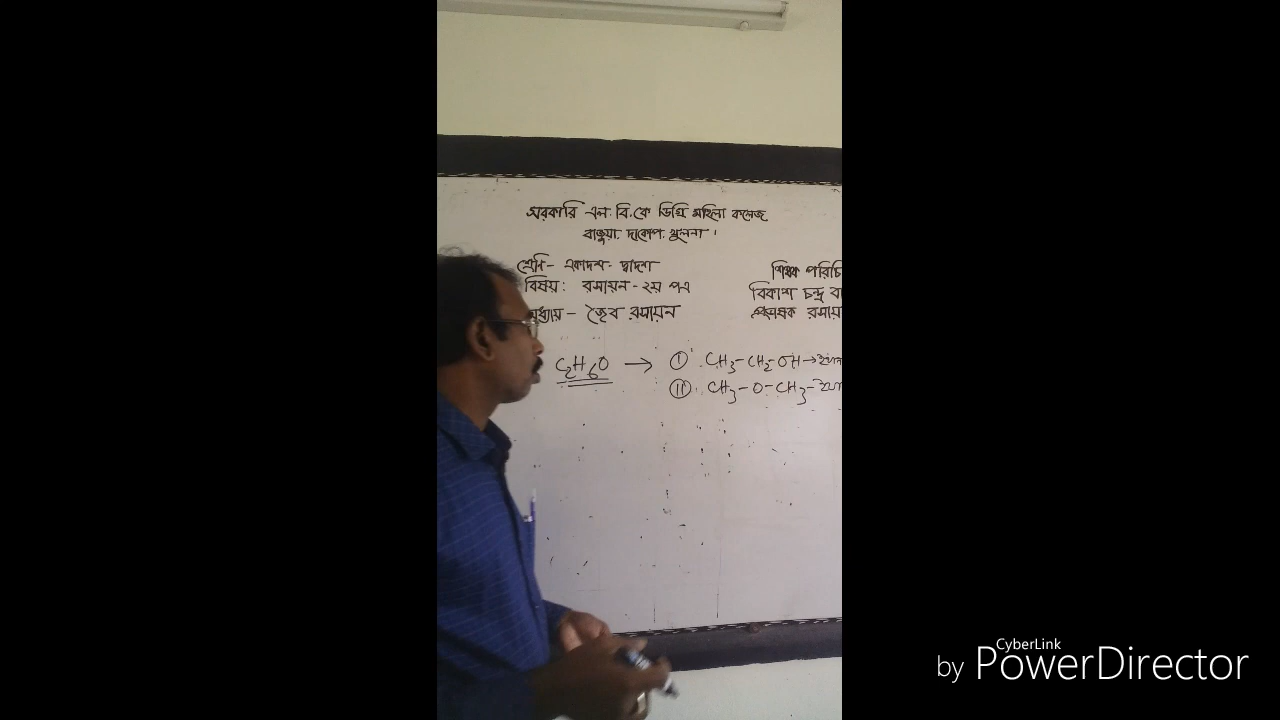 সরকারি এল. বি. কে ডিগ্রি মহিলা কলেজ
বাজুয়া. দাকোপ. খুলনা।
শ্রেণি - একাদশ - দ্বাদশ
বিষয়: রসায়ন - ২য় পত্র
অধ্যায় - জৈব রসায়ন
শিক্ষক পরিচি
বিকাশ চন্দ্র বা
প্রভাষক রসায়
C₂H₆O → (I) CH₃-CH₂-OH →
(II) CH₃-O-CH₃-
CyberLink
by PowerDirector